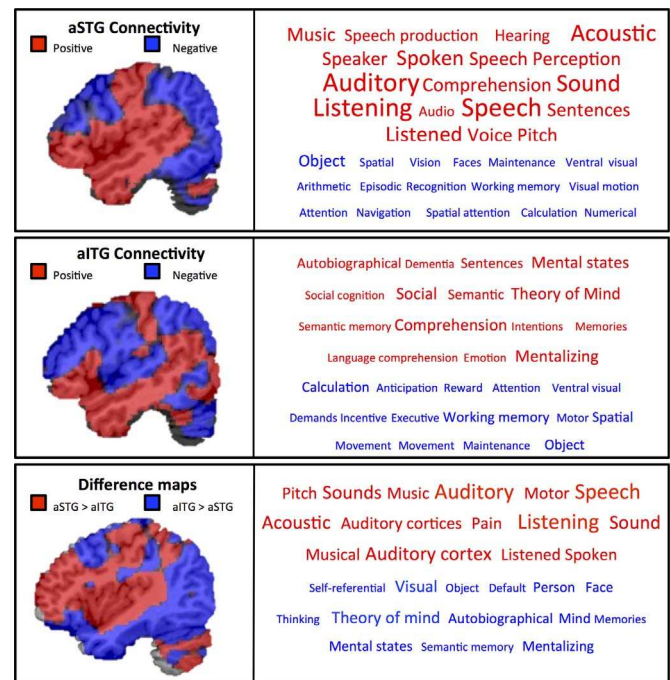 aSTG Connectivity
Positive Negative
Music Speech production Hearing Acoustic
Speaker Spoken Speech Perception
Auditory Comprehension Sound
Listening Audio Speech Sentences
Listened Voice Pitch
Object Spatial Vision Faces Maintenance Ventral visual
Arithmetic Episodic Recognition Working memory Visual motion
Attention Navigation Spatial attention Calculation Numerical
aITG Connectivity
Positive Negative
Autobiographical Dementia Sentences Mental states
Social cognition Social Semantic Theory of Mind
Semantic memory Comprehension Intentions Memories
Language comprehension Emotion Mentalizing
Calculation Anticipation Reward Attention Ventral visual
Demands Incentive Executive Working memory Motor Spatial
Movement Movement Maintenance Object
Difference maps
aSTG > aITG aITG > aSTG
Pitch Sounds Music Auditory Motor Speech
Acoustic Auditory cortices Pain Listening Sound
Musical Auditory cortex Listened Spoken
Self-referential Visual Object Default Person Face
Thinking Theory of mind Autobiographical Mind Memories
Mental states Semantic memory Mentalizing